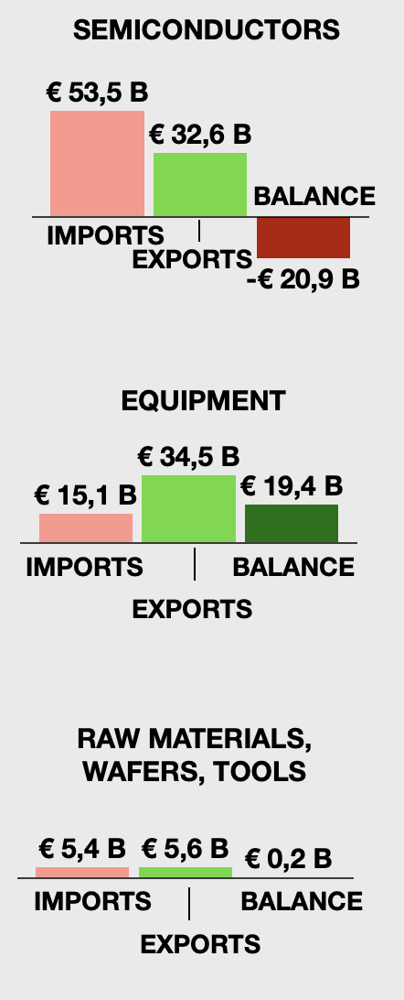 SEMICONDUCTORS
€ 53,5 B
€ 32,6 B
BALANCE
IMPORTS
EXPORTS
-€ 20,9 B
EQUIPMENT
€ 34,5 B
€ 15,1 B
€ 19,4 B
IMPORTS
BALANCE
EXPORTS
RAW MATERIALS,
WAFERS, TOOLS
€ 5,4 B
€ 5,6 B
€ 0,2 B
IMPORTS
BALANCE
EXPORTS